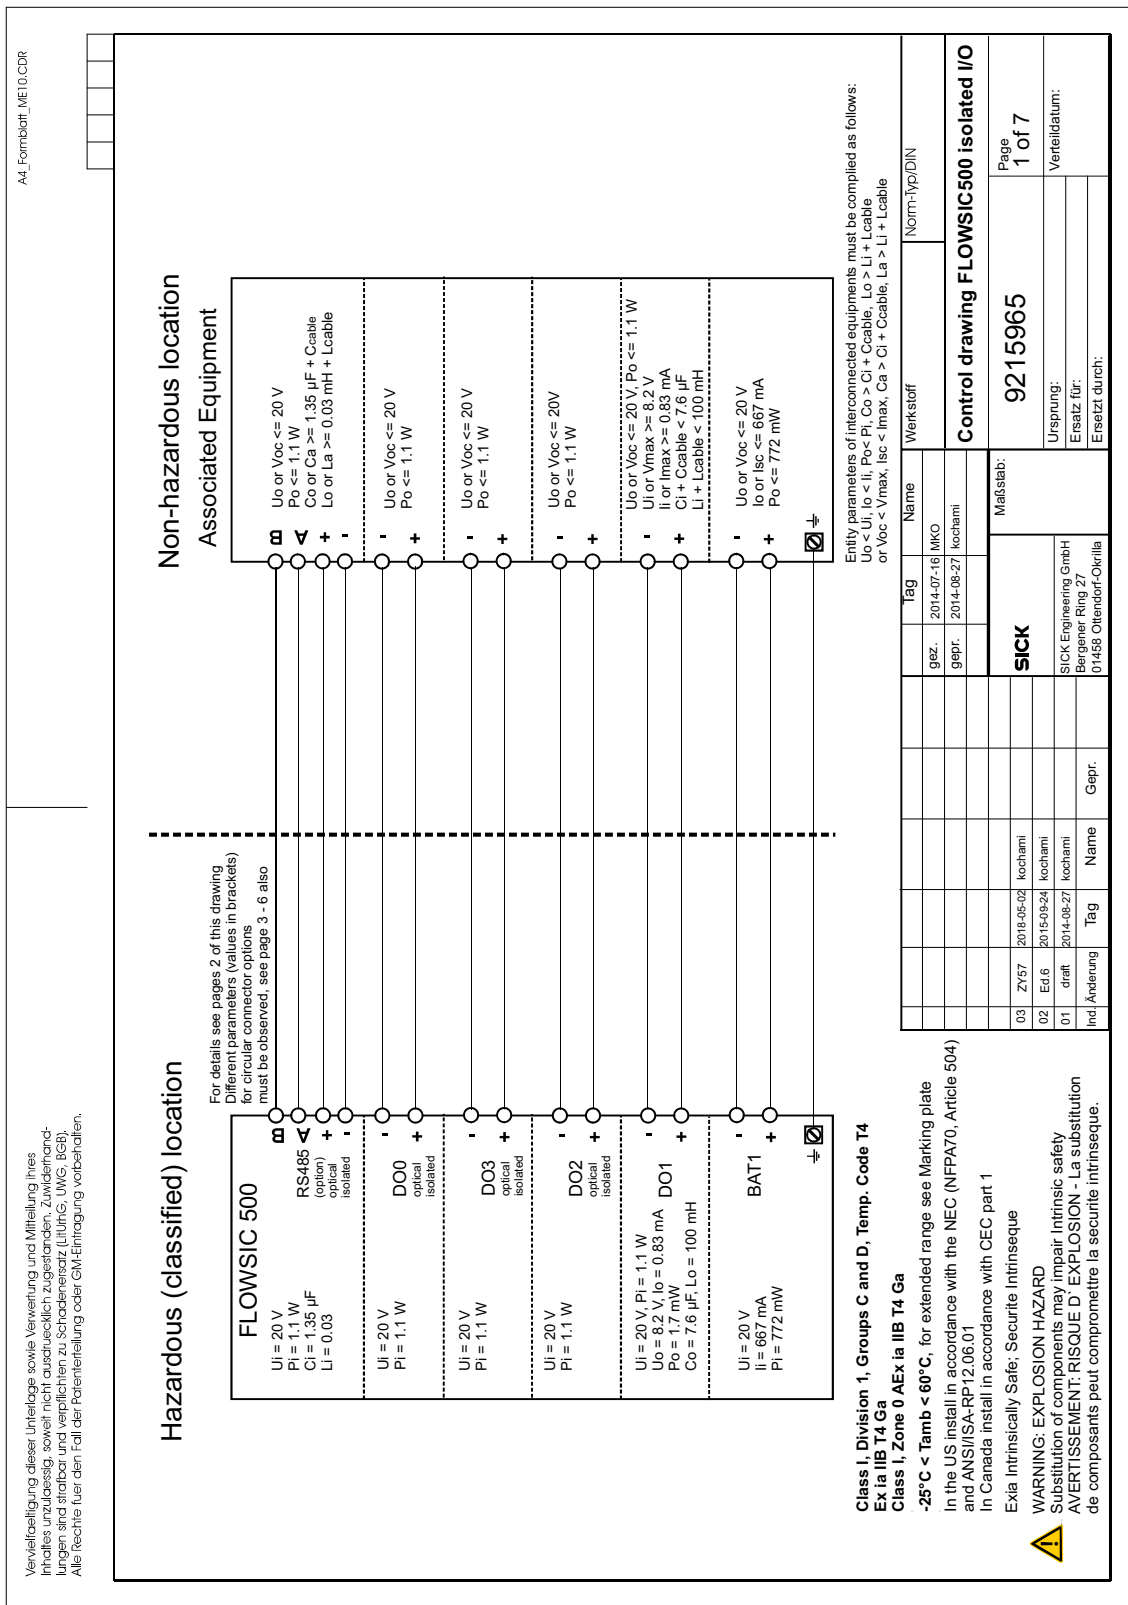 Vervielfaeltigung dieser Unterlage sowie Verwertung und Mitteilung ihres
Inhaltes unzulaessig, soweit nicht ausdruecklich zugestanden. Zuwiderhand-
lungen sind strafbar und verpflichten zu Schadenersatz (LitUrhG, UWG, BGB).
Alle Rechte fuer den Fall der Patenterteilung oder GM-Eintragung vorbehalten.
A4_Formblatt_ME10.CDR
Hazardous (classified) location
Non-hazardous location
For details see pages 2 of this drawing
Different parameters (values in brackets)
for circular connector options
must be observed, see page 3 - 6 also
FLOWSIC 500
Ui = 20 V
Pi = 1.1 W
Ci = 1.35 µF
Li = 0.03
RS485
(option)
optical
isolated
B
A
+
-
Ui = 20 V
Pi = 1.1 W
DO0
optical
isolated
-
+
Ui = 20 V
Pi = 1.1 W
DO3
optical
isolated
-
+
Ui = 20 V
Pi = 1.1 W
DO2
optical
isolated
-
+
Ui = 20 V, Pi = 1.1 W
Uo = 8.2 V, Io = 0.83 mA
Po = 1.7 mW
Co = 7.6 µF, Lo = 100 mH
DO1
-
+
Ui = 20 V
Ii = 667 mA
Pi = 772 mW
BAT1
-
+
Associated Equipment
B
A
+
-
Uo or Voc <= 20 V
Po <= 1.1 W
Co or Ca >= 1.35 µF + Ccable
Lo or La >= 0.03 mH + Lcable
-
+
Uo or Voc <= 20 V
Po <= 1.1 W
-
+
Uo or Voc <= 20 V
Po <= 1.1 W
-
+
Uo or Voc <= 20V
Po <= 1.1 W
-
+
Uo or Voc <= 20 V, Po <= 1.1 W
Ui or Vmax >= 8.2 V
Ii or Imax >= 0.83 mA
Ci + Ccable < 7.6 µF
Li + Lcable < 100 mH
-
+
Uo or Voc <= 20 V
Io or Isc <= 667 mA
Po <= 772 mW
Entity parameters of interconnected equipments must be complied as follows:
Uo < Ui, Io < Ii, Po< Pi, Co > Ci + Ccable, Lo > Li + Lcable
or Voc < Vmax, Isc < Imax, Ca > Ci + Ccable, La > Li + Lcable
Class I, Division 1, Groups C and D, Temp. Code T4
Ex ia IIB T4 Ga
Class I, Zone 0 AEx ia IIB T4 Ga
-25°C < Tamb < 60°C, for extended range see Marking plate
In the US install in accordance with the NEC (NFPA70, Article 504)
and ANSI/ISA-RP12.06.01
In Canada install in accordance with CEC part 1
Exia Intrinsically Safe; Securite Intrinseque
WARNING: EXPLOSION HAZARD
Substitution of components may impair Intrinsic safety
AVERTISSEMENT: RISQUE D` EXPLOSION - La substitution
de composants peut compromettre la securite intrinseque.
03 ZY57 2018-05-02 kochami
02 Ed.6 2015-09-24 kochami
01 draft 2014-08-27 kochami
Ind. Änderung Tag Name Gepr.
Tag Name
gez. 2014-07-16 MKO
gepr. 2014-08-27 kochami
SICK
SICK Engineering GmbH
Bergener Ring 27
01458 Ottendorf-Okrilla
Maßstab:
Werkstoff
Norm-Typ/DIN
Control drawing FLOWSIC500 isolated I/O
9215965
Page
1 of 7
Ursprung:
Ersatz für:
Ersetzt durch:
Verteildatum: